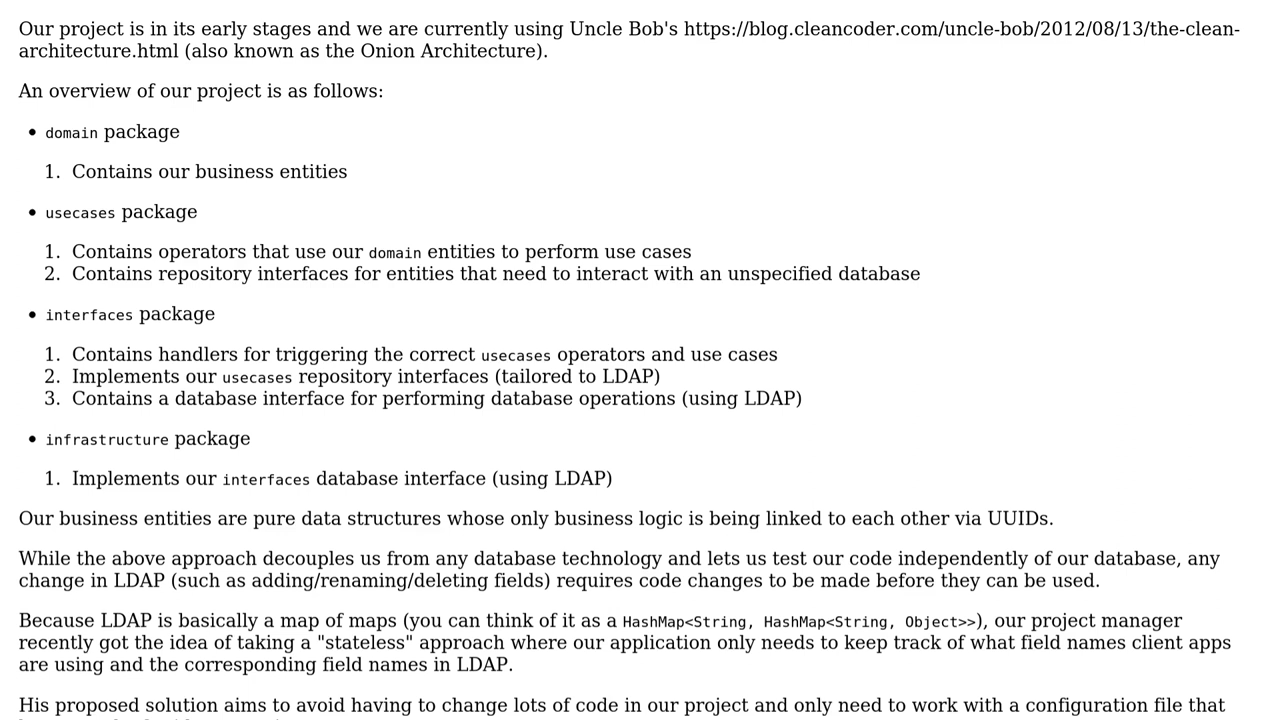 Our project is in its early stages and we are currently using Uncle Bob's https://blog.cleancoder.com/uncle-bob/2012/08/13/the-clean-
architecture.html (also known as the Onion Architecture).
An overview of our project is as follows:
• domain package
1. Contains our business entities
• usecases package
1. Contains operators that use our domain entities to perform use cases
2. Contains repository interfaces for entities that need to interact with an unspecified database
• interfaces package
1. Contains handlers for triggering the correct usecases operators and use cases
2. Implements our usecases repository interfaces (tailored to LDAP)
3. Contains a database interface for performing database operations (using LDAP)
• infrastructure package
1. Implements our interfaces database interface (using LDAP)
Our business entities are pure data structures whose only business logic is being linked to each other via UUIDs.
While the above approach decouples us from any database technology and lets us test our code independently of our database, any
change in LDAP (such as adding/renaming/deleting fields) requires code changes to be made before they can be used.
Because LDAP is basically a map of maps (you can think of it as a HashMap<String, HashMap<String, Object>>), our project manager
recently got the idea of taking a "stateless" approach where our application only needs to keep track of what field names client apps
are using and the corresponding field names in LDAP.
His proposed solution aims to avoid having to change lots of code in our project and only need to work with a configuration file that